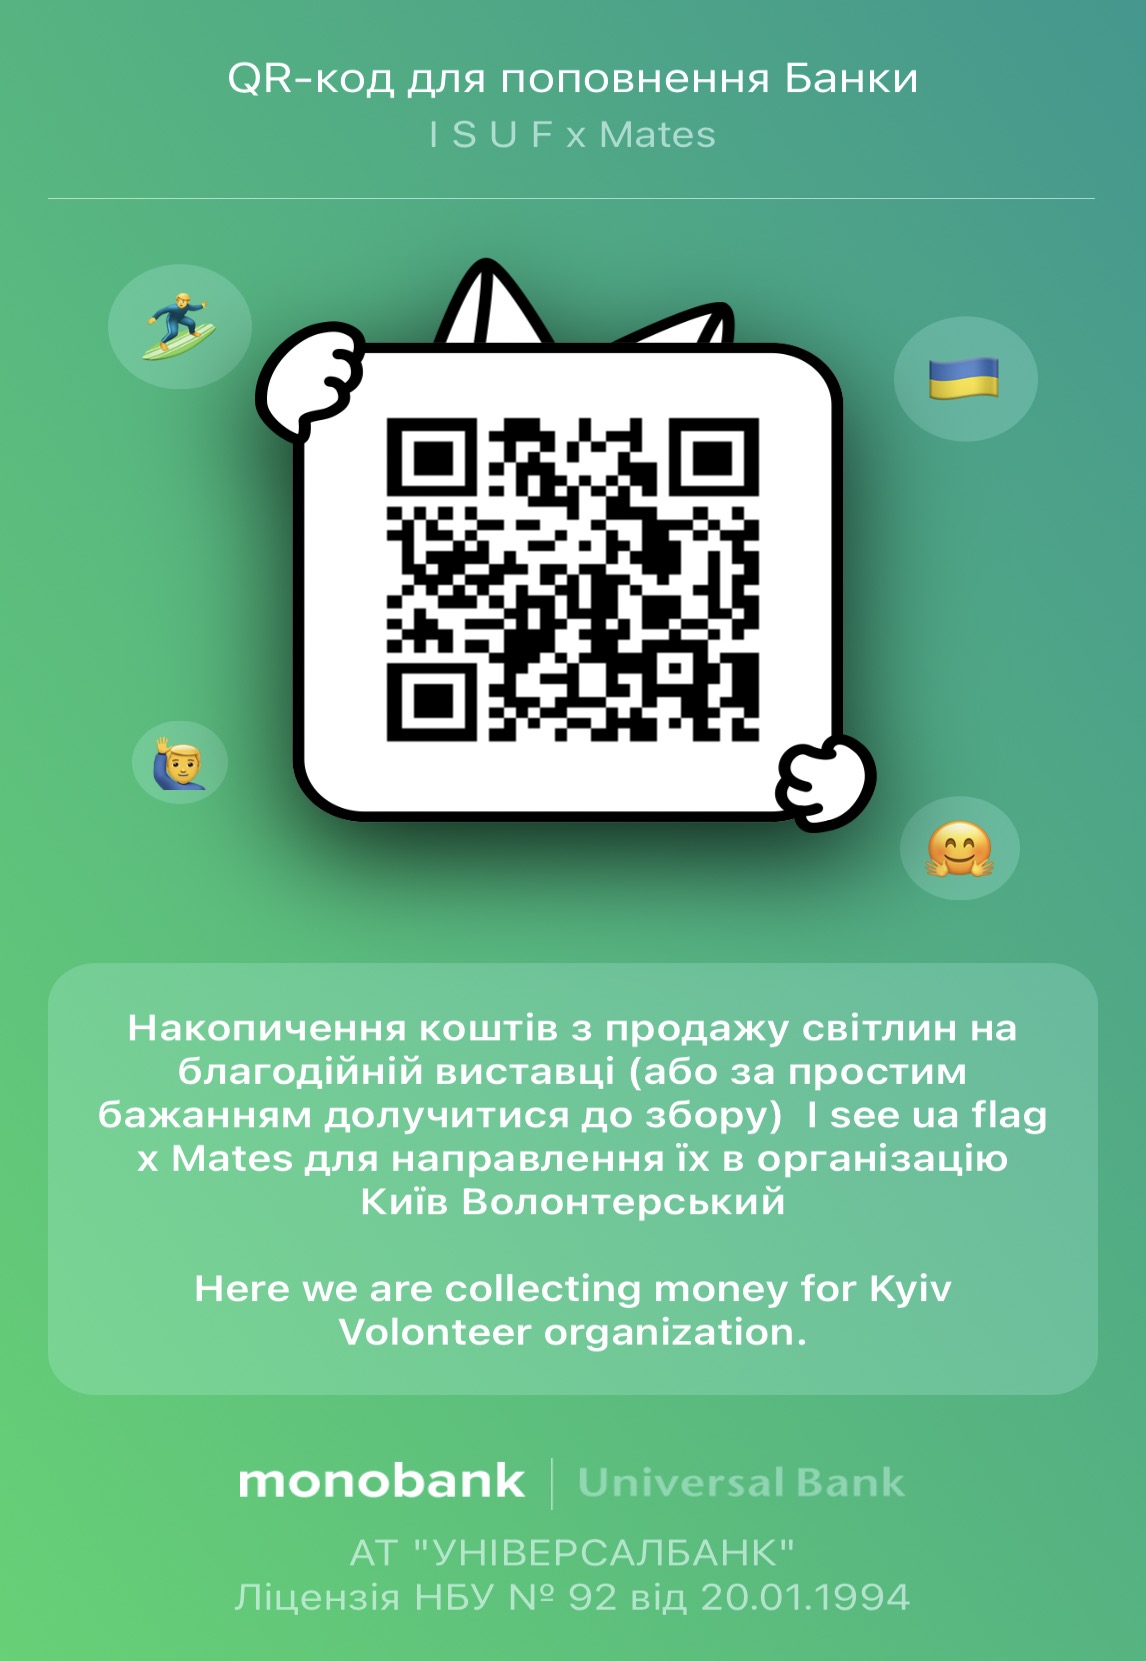 QR-код для поповнення Банки
I S U F x Mates
Накопичення коштів з продажу світлин на
благодійній виставці (або за простим
бажанням долучитися до збору)  I see ua flag
x Mates для направлення їх в організацію
Київ Волонтерський
Here we are collecting money for Kyiv
Volonteer organization.
monobank | Universal Bank
АТ "УНІВЕРСАЛБАНК"
Ліцензія НБУ № 92 від 20.01.1994